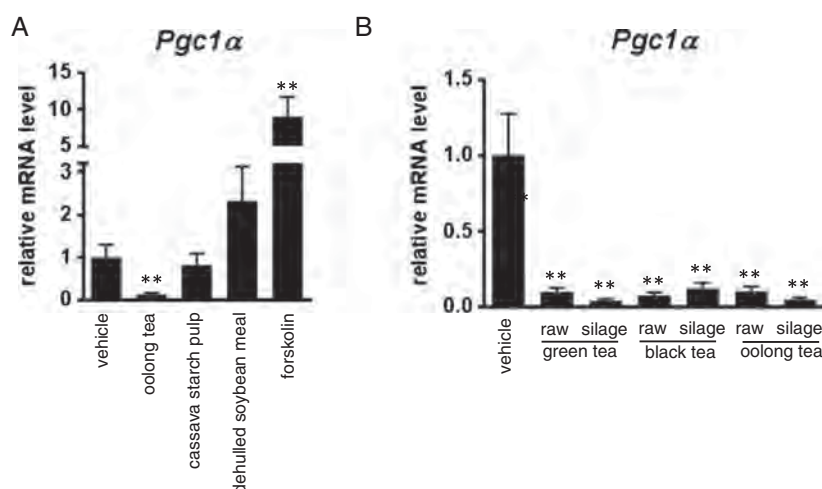 A
Pgc1α
relative mRNA level
15
10
5
3
2
1
0
**
**
vehicle
oolong tea
cassava starch pulp
dehulled soybean meal
forskolin
B
Pgc1α
relative mRNA level
1.5
1.0
0.5
0.0
*
**
**
**
**
**
**
vehicle
raw silage raw silage raw silage
green tea black tea oolong tea